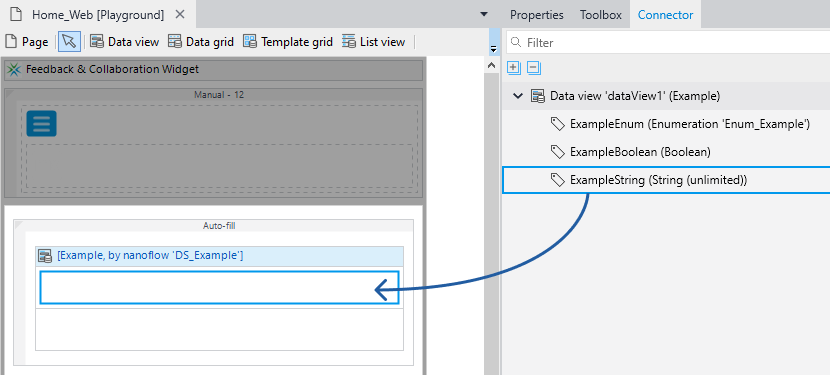 Home_Web [Playground]
Properties
Toolbox
Connector
Page
Data view
Data grid
Template grid
List view
Filter
Feedback & Collaboration Widget
Manual - 12
Data view 'dataView1' (Example)
ExampleEnum (Enumeration 'Enum_Example')
ExampleBoolean (Boolean)
ExampleString (String (unlimited))
Auto-fill
[Example, by nanoflow 'DS_Example']